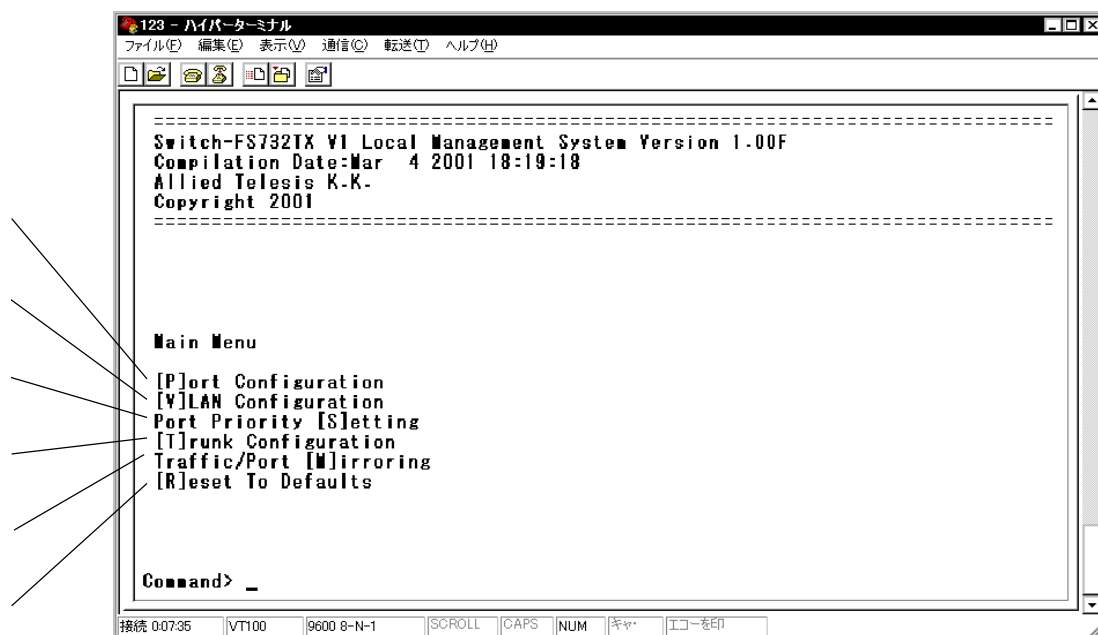 123 - ハイパーターミナル
ファイル(F) 編集(E) 表示(V) 通信(C) 転送(T) ヘルプ(H)
==============================================================================
Switch-FS732TX V1 Local Management System Version 1.00F
Compilation Date:Mar 4 2001 18:19:18
Allied Telesis K.K.
Copyright 2001
==============================================================================
Main Menu
[P]ort Configuration
[V]LAN Configuration
Port Priority [S]etting
[T]runk Configuration
Traffic/Port [M]irroring
[R]eset To Defaults
Command> _
接続 0:07:35 VT100 9600 8-N-1 SCROLL CAPS NUM キャ エコーを印